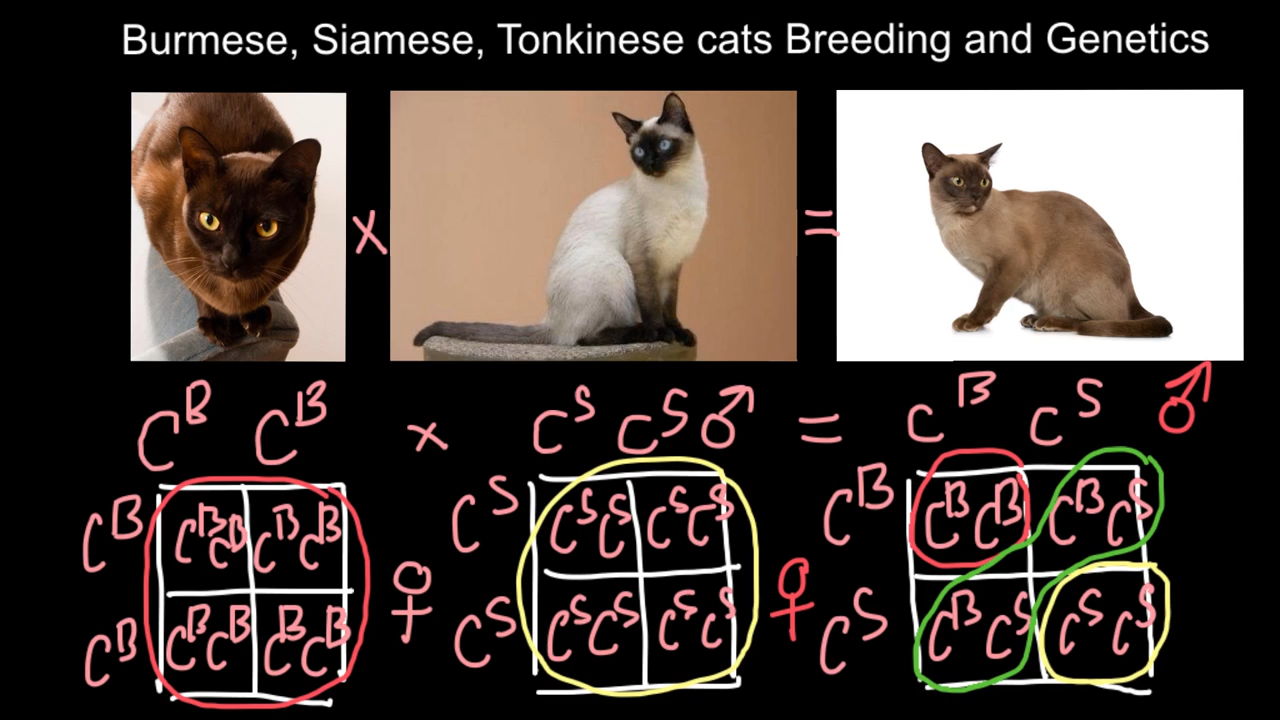 Burmese, Siamese, Tonkinese cats Breeding and Genetics
x =
C^B C^B x C^S C^S ♂ = C^B C^S ♂
C^B C^B C^B C^B C^B C^S C^S C^S C^S C^S C^B C^B C^B C^B C^S
♀ ♀
C^B C^B C^B C^B C^B C^S C^S C^S C^S C^S C^S C^B C^S C^S C^S